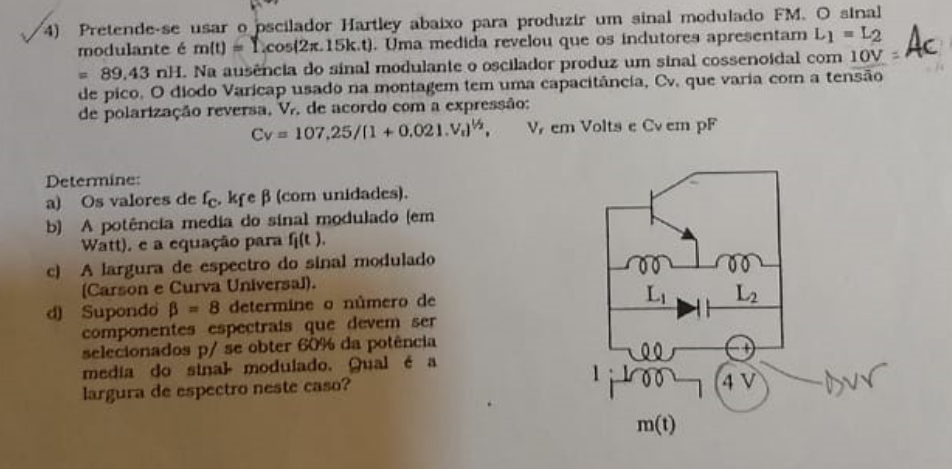 4) Pretende-se usar o oscilador Hartley abaixo para produzir um sinal modulado FM. O sinal
modulante é m(t) = 1.cos(2π.15k.t). Uma medida revelou que os indutores apresentam L₁ = L₂
= 89,43 nH. Na ausência do sinal modulante o oscilador produz um sinal cossenoidal com 10V = Ac
de pico. O diodo Varicap usado na montagem tem uma capacitância, Cv, que varia com a tensão
de polarização reversa, Vr, de acordo com a expressão:
Cv = 107,25/(1 + 0,021.Vr)^½, Vr em Volts e Cv em pF
Determine:
a) Os valores de fc, kf e β (com unidades).
b) A potência media do sinal modulado (em
Watt), e a equação para fi(t ).
c) A largura de espectro do sinal modulado
(Carson e Curva Universal).
d) Supondo β = 8 determine o número de
componentes espectrais que devem ser
selecionados p/ se obter 60% da potência
media do sinal modulado. Qual é a
largura de espectro neste caso?
L₁
L₂
- +
1 : 1
4 V
m(t)